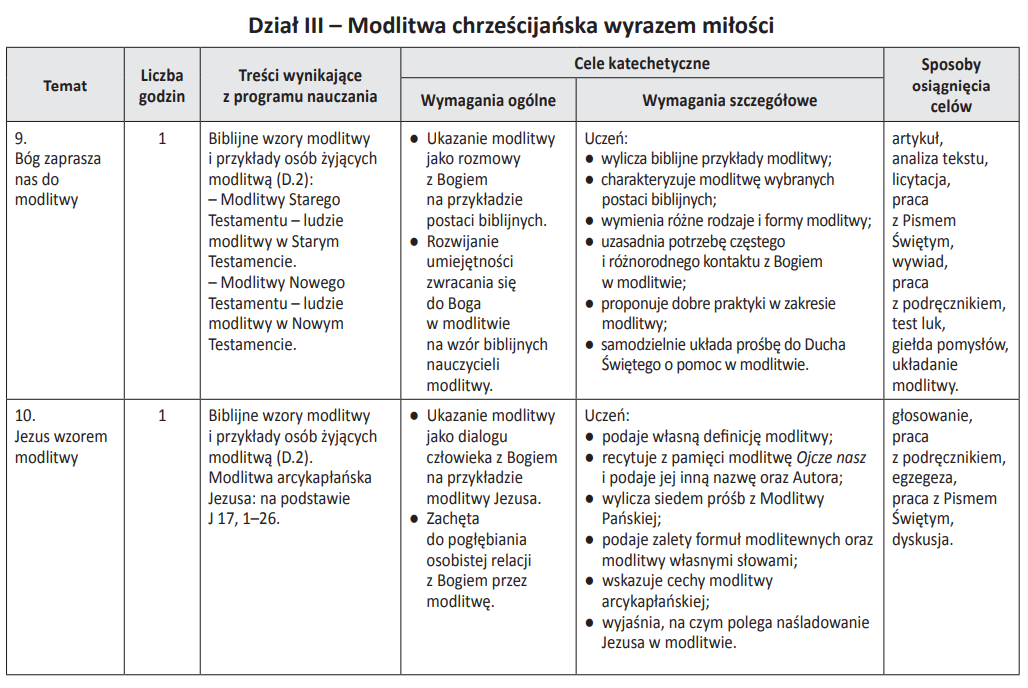 Dział III – Modlitwa chrześcijańska wyrazem miłości
Temat
Liczba
godzin
Treści wynikające
z programu nauczania
Cele katechetyczne
Wymagania ogólne
Wymagania szczegółowe
Sposoby
osiągnięcia
celów
9.
Bóg zaprasza
nas do
modlitwy
1
Biblijne wzory modlitwy
i przykłady osób żyjących
modlitwą (D.2):
– Modlitwy Starego
Testamentu – ludzie
modlitwy w Starym
Testamencie.
– Modlitwy Nowego
Testamentu – ludzie
modlitwy w Nowym
Testamencie.
● Ukazanie modlitwy
jako rozmowy
z Bogiem
na przykładzie
postaci biblijnych.
● Rozwijanie
umiejętności
zwracania się
do Boga
w modlitwie
na wzór biblijnych
nauczycieli
modlitwy.
Uczeń:
● wylicza biblijne przykłady modlitwy;
● charakteryzuje modlitwę wybranych
postaci biblijnych;
● wymienia różne rodzaje i formy modlitwy;
● uzasadnia potrzebę częstego
i różnorodnego kontaktu z Bogiem
w modlitwie;
● proponuje dobre praktyki w zakresie
modlitwy;
● samodzielnie układa prośbę do Ducha
Świętego o pomoc w modlitwie.
artykuł,
analiza tekstu,
licytacja,
praca
z Pismem
Świętym,
wywiad,
praca
z podręcznikiem,
test luk,
giełda pomysłów,
układanie
modlitwy.
10.
Jezus wzorem
modlitwy
1
Biblijne wzory modlitwy
i przykłady osób żyjących
modlitwą (D.2).
Modlitwa arcykapłańska
Jezusa: na podstawie
J 17, 1–26.
● Ukazanie modlitwy
jako dialogu
człowieka z Bogiem
na przykładzie
modlitwy Jezusa.
● Zachęta
do pogłębiania
osobistej relacji
z Bogiem przez
modlitwę.
Uczeń:
● podaje własną definicję modlitwy;
● recytuje z pamięci modlitwę Ojcze nasz
i podaje jej inną nazwę oraz Autora;
● wylicza siedem próśb z Modlitwy
Pańskiej;
● podaje zalety formuł modlitewnych oraz
modlitwy własnymi słowami;
● wskazuje cechy modlitwy
arcykapłańskiej;
● wyjaśnia, na czym polega naśladowanie
Jezusa w modlitwie.
głosowanie,
praca
z podręcznikiem,
egzegeza,
praca z Pismem
Świętym,
dyskusja.